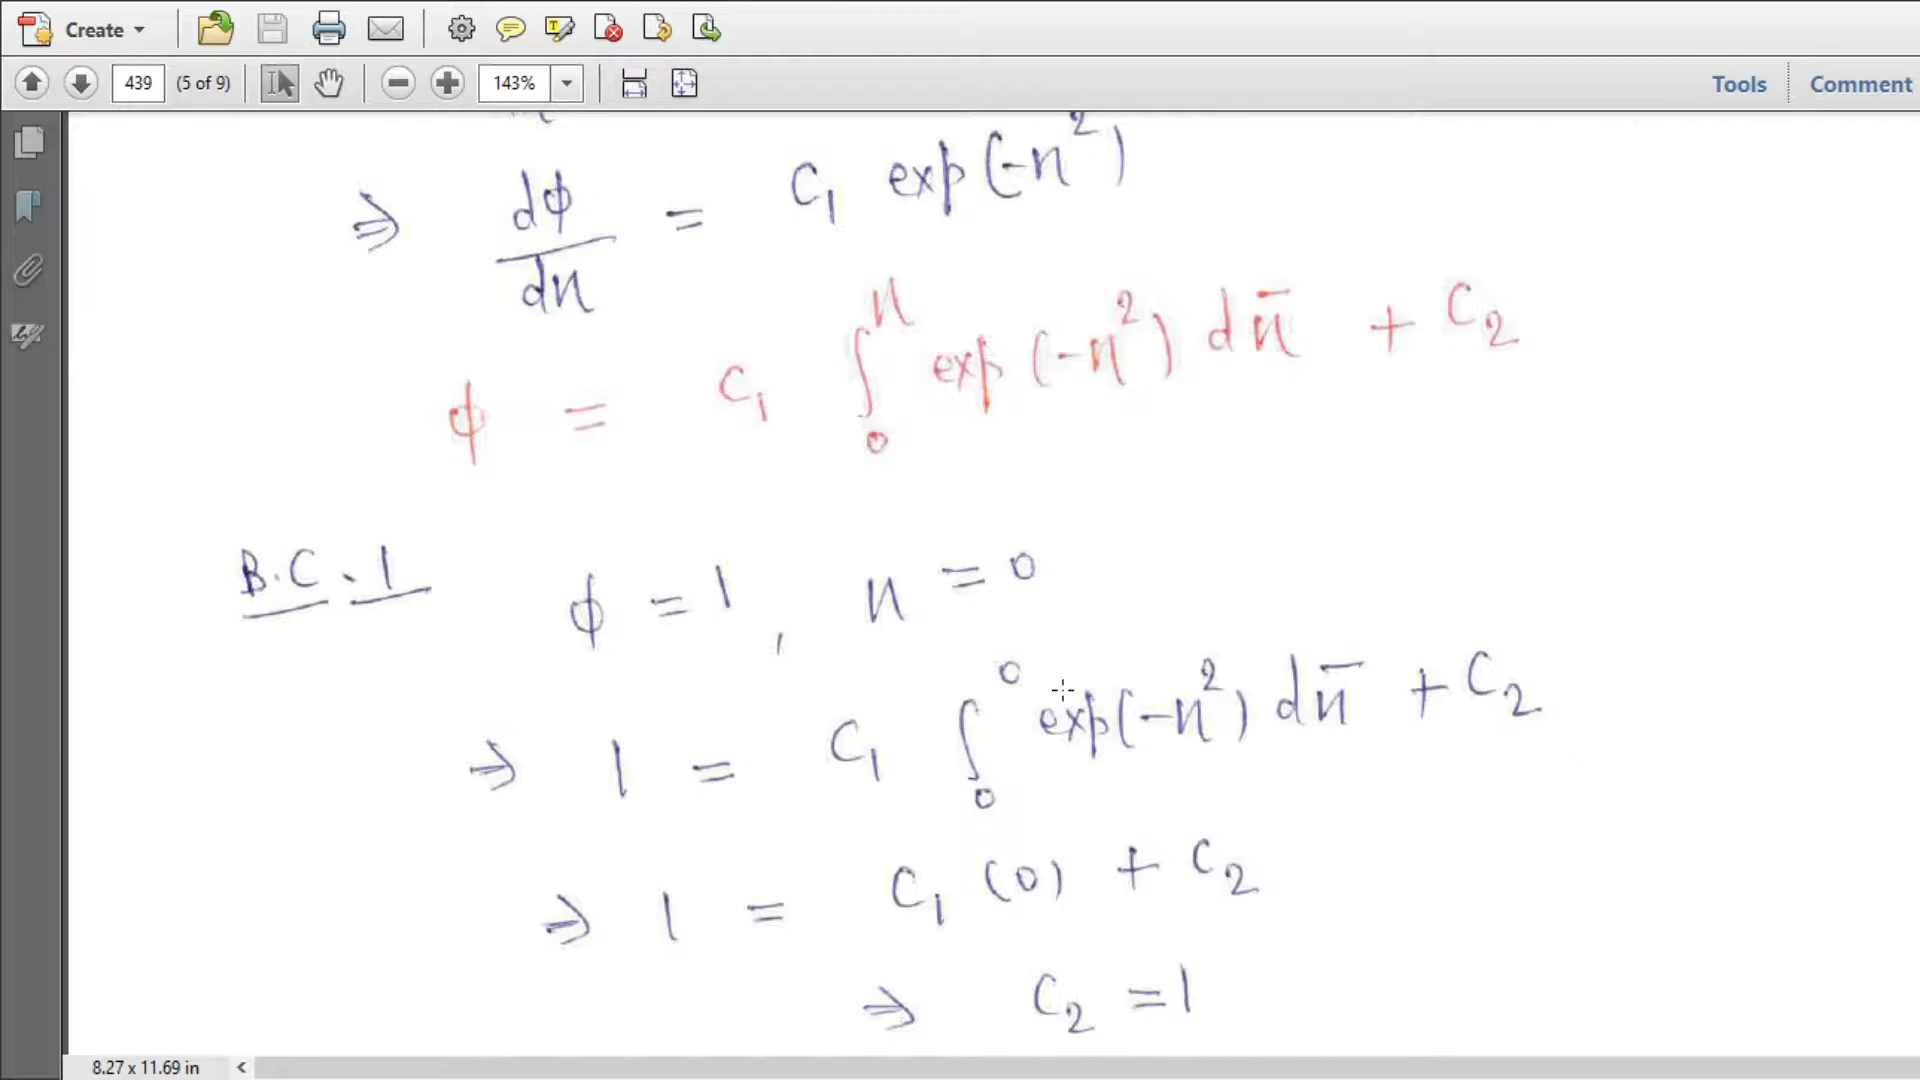 Create
439 (5 of 9) 143% Tools Comment
⇒ dϕ/dη = C₁ exp(-η²)
ϕ = C₁ ∫₀^η exp(-η²) dη̄ + C₂
B.C.1 ϕ = 1, η = 0
⇒ 1 = C₁ ∫₀^0 exp(-η²) dη̄ + C₂
⇒ 1 = C₁ (0) + C₂
⇒ C₂ = 1
8.27 x 11.69 in